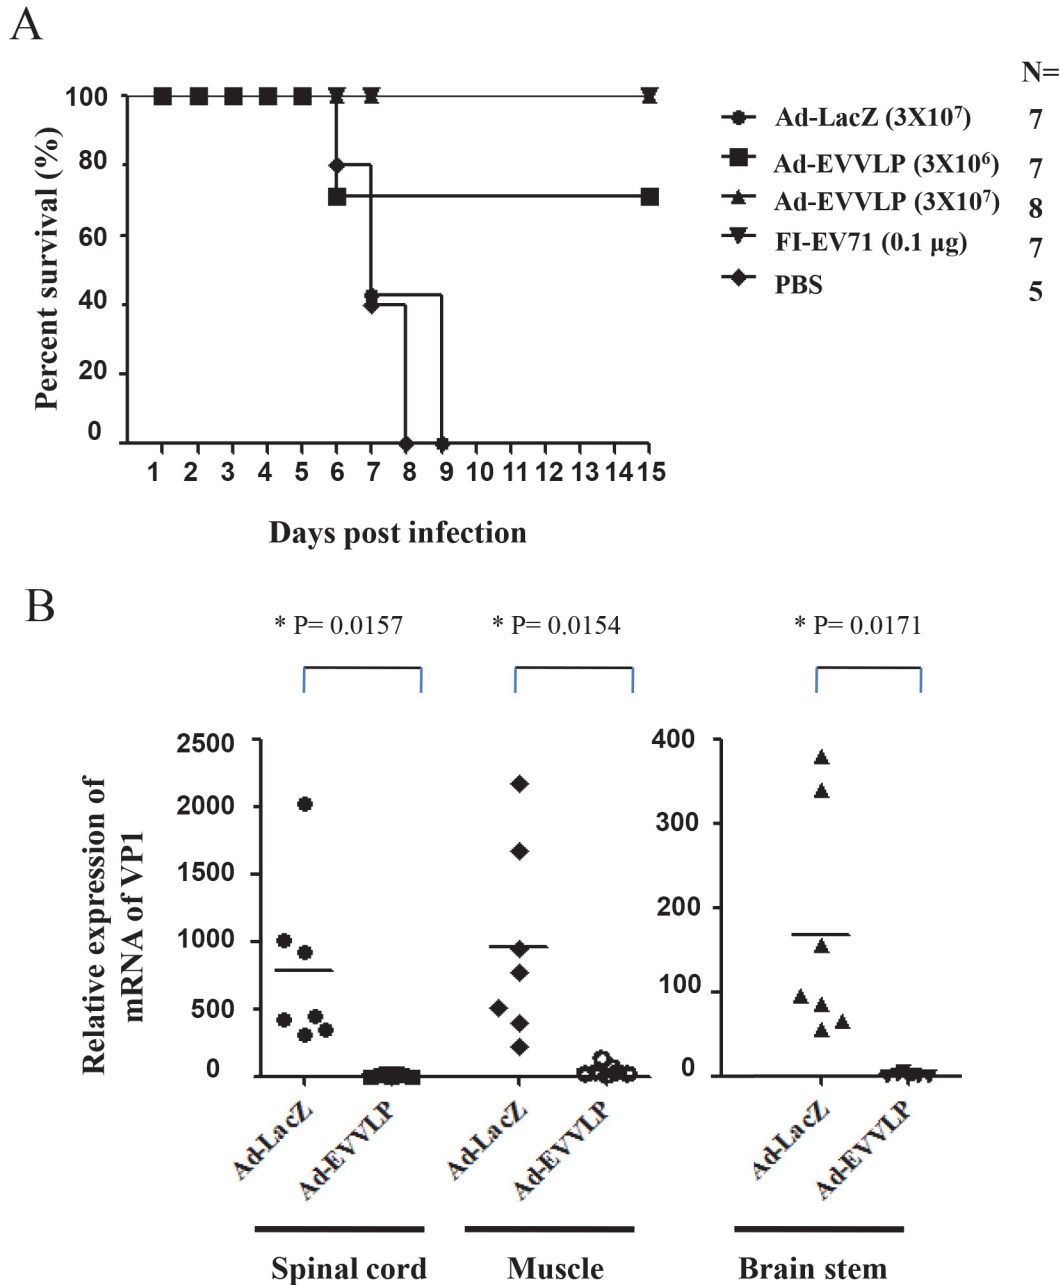 A
N=
100
80
60
40
20
0
Percent survival (%)
1 2 3 4 5 6 7 8 9 10 11 12 13 14 15
Days post infection
Ad-LacZ (3X10⁷) 7
Ad-EVVLP (3X10⁶) 7
Ad-EVVLP (3X10⁷) 8
FI-EV71 (0.1 µg) 7
PBS 5
B
* P= 0.0157 * P= 0.0154 * P= 0.0171
Relative expression of
mRNA of VP1
2500
2000
1500
1000
500
0
400
300
200
100
0
Ad-LacZ
Ad-EVVLP
Ad-LacZ
Ad-EVVLP
Ad-LacZ
Ad-EVVLP
Spinal cord Muscle Brain stem